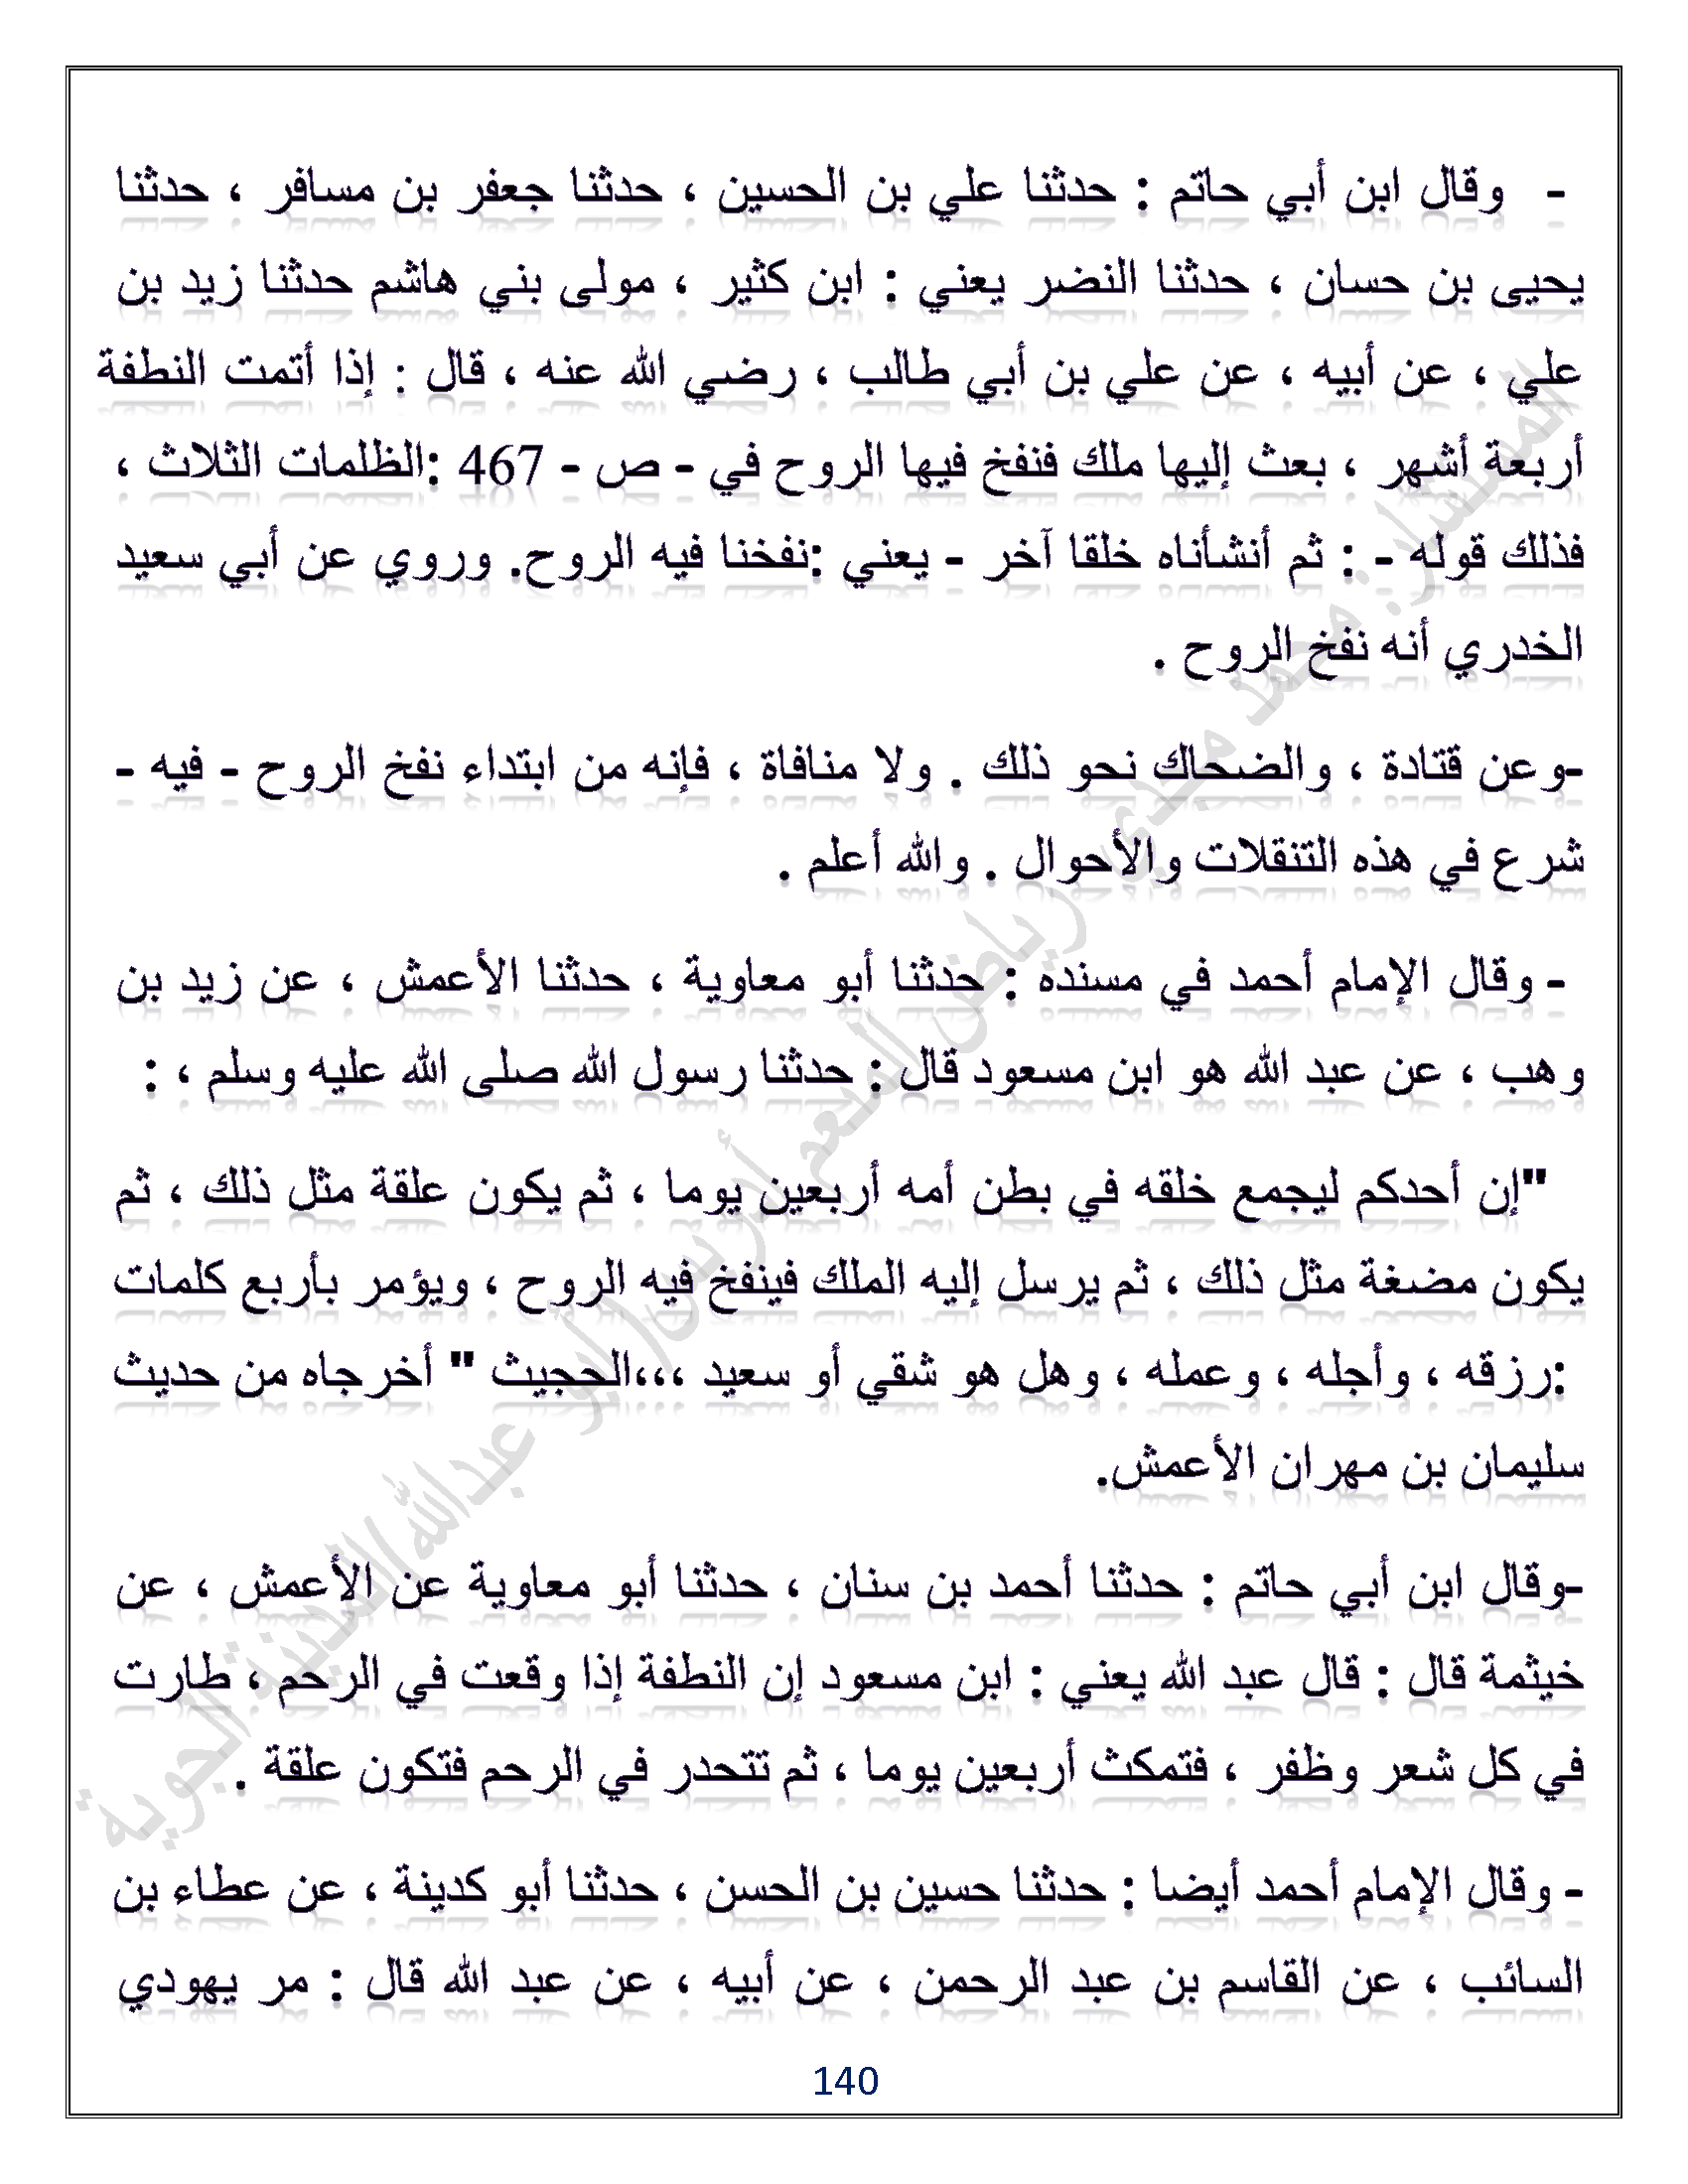 - وقال ابن أبي حاتم : حدثنا علي بن الحسين ، حدثنا جعفر بن مسافر ، حدثنا
يحيى بن حسان ، حدثنا النضر يعني : ابن كثير ، مولى بني هاشم حدثنا زيد بن
علي ، عن أبيه ، عن علي بن أبي طالب ، رضي الله عنه ، قال : إذا أتمت النطفة
أربعة أشهر ، بعث إليها ملك فنفخ فيها الروح في - ص - 467 :الظلمات الثلاث ،
فذلك قوله - : ثم أنشأناه خلقا آخر - يعني :نفخنا فيه الروح. وروي عن أبي سعيد
الخدري أنه نفخ الروح .
-وعن قتادة ، والضحاك نحو ذلك . ولا منافاة ، فإنه من ابتداء نفخ الروح - فيه -
شرع في هذه التنقلات والأحوال . والله أعلم .
- وقال الإمام أحمد في مسنده : حدثنا أبو معاوية ، حدثنا الأعمش ، عن زيد بن
وهب ، عن عبد الله هو ابن مسعود قال : حدثنا رسول الله صلى الله عليه وسلم ، :
"إن أحدكم ليجمع خلقه في بطن أمه أربعين يوما ، ثم يكون علقة مثل ذلك ، ثم
يكون مضغة مثل ذلك ، ثم يرسل إليه الملك فينفخ فيه الروح ، ويؤمر بأربع كلمات
:رزقه ، وأجله ، وعمله ، وهل هو شقي أو سعيد ،،،الحجيث " أخرجاه من حديث
سليمان بن مهران الأعمش.
-وقال ابن أبي حاتم : حدثنا أحمد بن سنان ، حدثنا أبو معاوية عن الأعمش ، عن
خيثمة قال : قال عبد الله يعني : ابن مسعود إن النطفة إذا وقعت في الرحم ، طارت
في كل شعر وظفر ، فتمكث أربعين يوما ، ثم تتحدر في الرحم فتكون علقة .
- وقال الإمام أحمد أيضا : حدثنا حسين بن الحسن ، حدثنا أبو كدينة ، عن عطاء بن
السائب ، عن القاسم بن عبد الرحمن ، عن أبيه ، عن عبد الله قال : مر يهودي
140